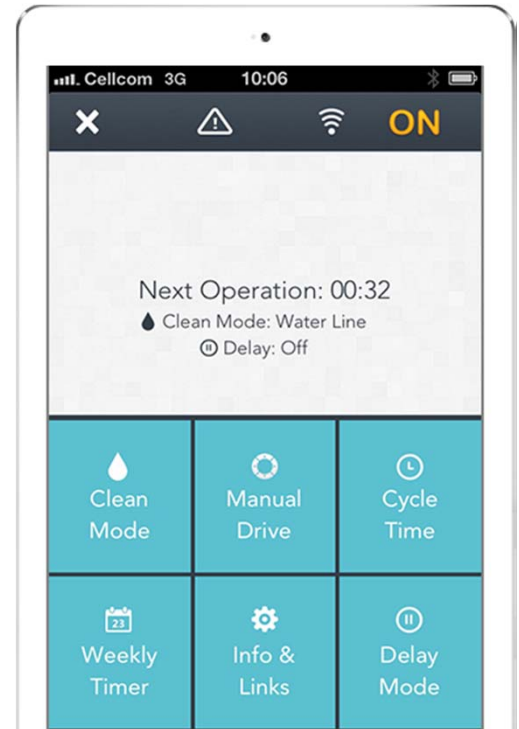 Cellcom 3G 10:06
ON
Next Operation: 00:32
Clean Mode: Water Line
Delay: Off
Clean
Mode
Manual
Drive
Cycle
Time
23
Weekly
Timer
Info &
Links
Delay
Mode